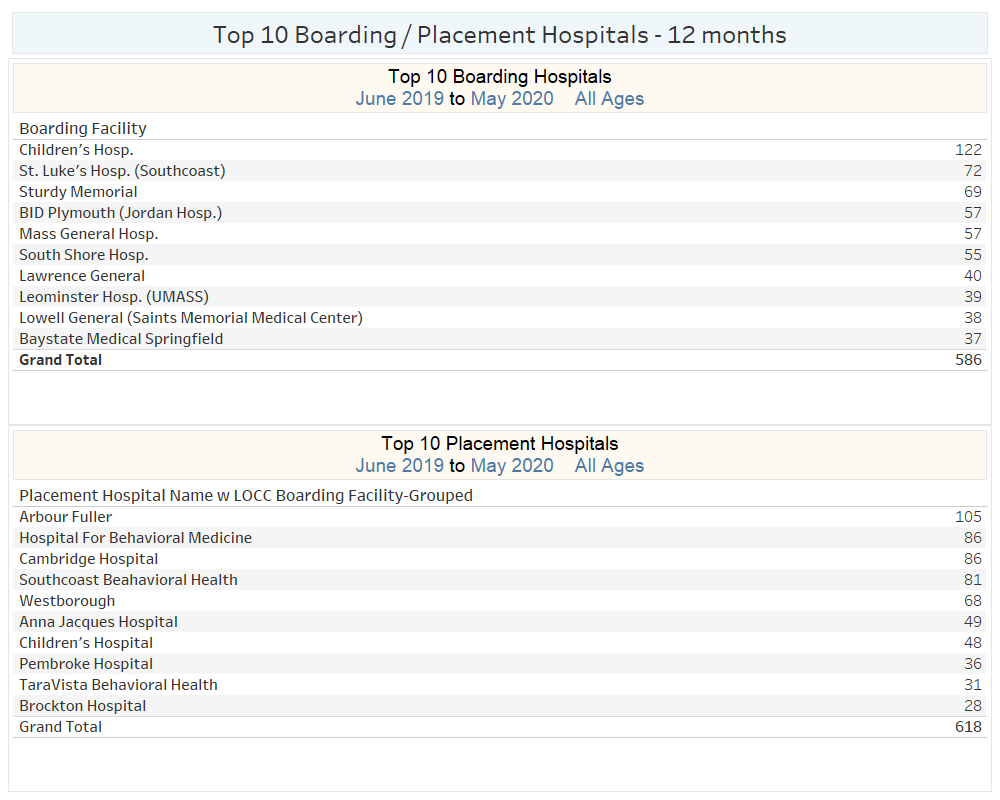 Top 10 Boarding / Placement Hospitals - 12 months
Top 10 Boarding Hospitals
June 2019 to May 2020 All Ages
Boarding Facility
Children's Hosp. 122
St. Luke's Hosp. (Southcoast) 72
Sturdy Memorial 69
BID Plymouth (Jordan Hosp.) 57
Mass General Hosp. 57
South Shore Hosp. 55
Lawrence General 40
Leominster Hosp. (UMASS) 39
Lowell General (Saints Memorial Medical Center) 38
Baystate Medical Springfield 37
Grand Total 586
Top 10 Placement Hospitals
June 2019 to May 2020 All Ages
Placement Hospital Name w LOCC Boarding Facility-Grouped
Arbour Fuller 105
Hospital For Behavioral Medicine 86
Cambridge Hospital 86
Southcoast Beahavioral Health 81
Westborough 68
Anna Jacques Hospital 49
Children's Hospital 48
Pembroke Hospital 36
TaraVista Behavioral Health 31
Brockton Hospital 28
Grand Total 618